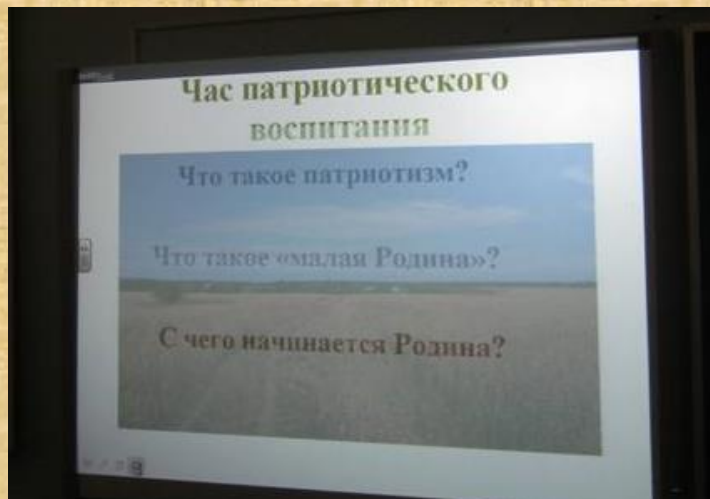 Час патриотического
воспитания
Что такое патриотизм?
Что такое «малая Родина»?
С чего начинается Родина?